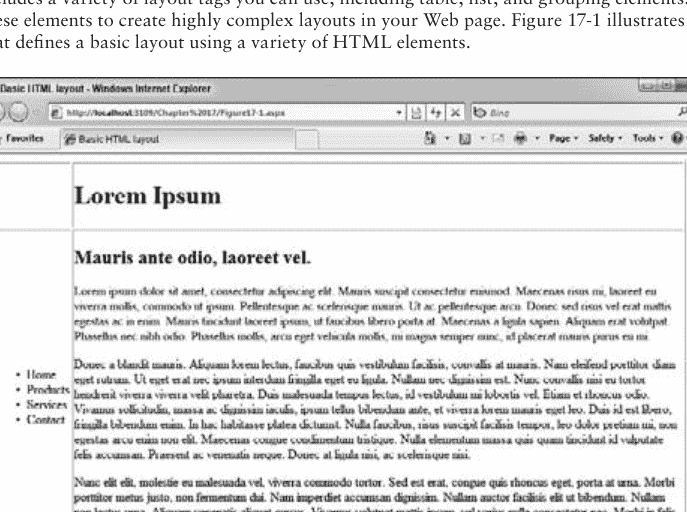 cludes a variety of layout tags you can use, including table, list, and grouping elements.
ese elements to create highly complex layouts in your Web page. Figure 17-1 illustrates
at defines a basic layout using a variety of HTML elements.
Basic HTML layout - Windows Internet Explorer
http://localhost:3109/Chapter%2017/Figure17-1.aspx
Bing
Favorites
Basic HTML layout
Page
Safety
Tools
Lorem Ipsum
Mauris ante odio, laoreet vel.
Lorem ipsum dolor sit amet, consectetur adipiscing elit. Mauris suscipit consectetur euismod. Maecenas risus mi, laoreet eu
viverra mollis, commodo ut ipsum. Pellentesque ac scelerisque mauris. Ut ac pellentesque arcu. Donec sed risus vel erat mattis
egestas ac in enim. Mauris tincidunt laoreet ipsum, ut faucibus libero porta at. Maecenas a ligula sapien. Aliquam erat volutpat.
Phasellus nec nibh odio. Phasellus mollis, arcu eget vehicula mollis, mi magna semper nunc, id placerat mauris purus eu mi.
• Home
• Products
• Services
• Contact
Donec a blandit mauris. Aliquam lorem lectus, faucibus quis vestibulum facilisis, convallis at mauris. Nam eleifend porttitor diam
eget rutrum. Ut eget erat nec ipsum interdum fringilla eget eu ligula. Nullam nec dignissim est. Nunc convallis nisi eu tortor
hendrerit viverra viverra velit pharetra. Duis malesuada tempus lectus, id vestibulum mi lobortis vel. Etiam et rhoncus odio.
Vivamus sollicitudin, massa ac dignissim iaculis, ipsum tellus bibendum ante, et viverra lorem mauris eget leo. Duis id est libero,
fringilla bibendum enim. In hac habitasse platea dictumst. Nulla faucibus, risus suscipit facilisis tempus, leo dolor pretium mi, non
egestas arcu enim non elit. Maecenas congue condimentum tristique. Nulla elementum massa quis quam tincidunt id vulputate
felis accumsan. Praesent ac venenatis neque. Donec at ligula nisi, ac scelerisque nisi.
Nunc elit elit, molestie eu malesuada vel, viverra commodo tortor. Sed est erat, congue quis rhoncus eget, porta at urna. Morbi
porttitor metus justo, non fermentum dui. Nam imperdiet accumsan dignissim. Nullam auctor facilisis elit ut bibendum. Nullam